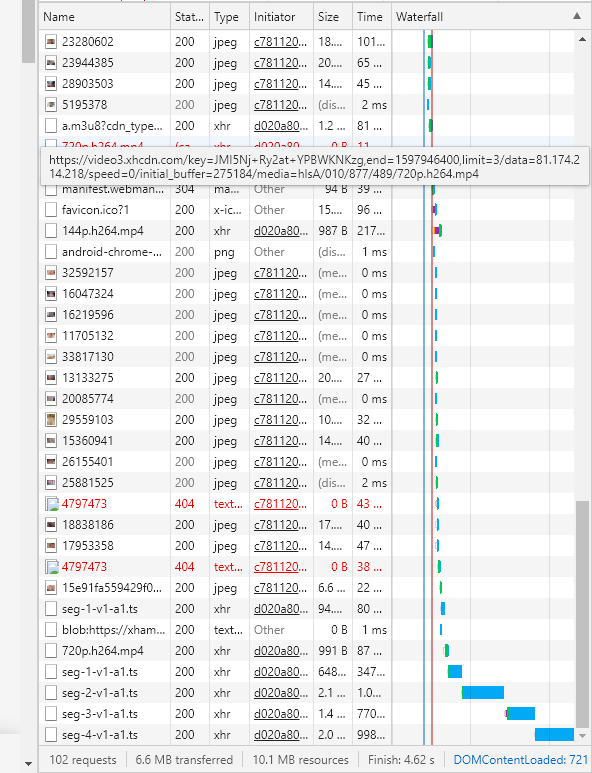 Name Stat... Type Initiator Size Time Waterfall
23280602 200 jpeg c781120... 18.... 101...
23944385 200 jpeg c781120... 20.... 65 ...
28903503 200 jpeg c781120... 14.... 45 ...
5195378 200 jpeg c781120... (dis... 2 ms
a.m3u8?cdn_type... 200 xhr d020a80... 1.2 ... 81 ...
https://video3.xhcdn.com/key=JMI5Nj+Ry2at+YPBWKNKzg,end=1597946400,limit=3/data=81.174.2
14.218/speed=0/initial_buffer=275184/media=hlsA/010/877/489/720p.h264.mp4
manifest.webman... 304 ma... Other 94 B 39 ...
favicon.ico?1 200 x-ic... Other 15.... 96 ...
144p.h264.mp4 200 xhr d020a80... 987 B 217...
android-chrome-... 200 png Other (dis... 1 ms
32592157 200 jpeg c781120... (me... 0 ms
16047324 200 jpeg c781120... (me... 0 ms
16219596 200 jpeg c781120... (me... 0 ms
11705132 200 jpeg c781120... (me... 0 ms
33817130 200 jpeg c781120... (me... 0 ms
13133275 200 jpeg c781120... 20.... 27 ...
20085774 200 jpeg c781120... (me... 0 ms
29559103 200 jpeg c781120... 10.... 32 ...
15360941 200 jpeg c781120... 14.... 40 ...
26155401 200 jpeg c781120... (me... 0 ms
25881525 200 jpeg c781120... (dis... 2 ms
4797473 404 text... c781120... 0 B 43 ...
18838186 200 jpeg c781120... 17.... 40 ...
17953358 200 jpeg c781120... 14.... 47 ...
4797473 404 text... c781120... 0 B 38 ...
15e91fa559429f0... 200 jpeg c781120... 6.6 ... 22 ...
seg-1-v1-a1.ts 200 xhr d020a80... 94.... 80 ...
blob:https://xham... 200 text... Other 0 B 1 ms
720p.h264.mp4 200 xhr d020a80... 991 B 87 ...
seg-1-v1-a1.ts 200 xhr d020a80... 648... 347...
seg-2-v1-a1.ts 200 xhr d020a80... 2.1 ... 1.0...
seg-3-v1-a1.ts 200 xhr d020a80... 1.4 ... 770...
seg-4-v1-a1.ts 200 xhr d020a80... 2.0 ... 998...
102 requests 6.6 MB transferred 10.1 MB resources Finish: 4.62 s DOMContentLoaded: 721